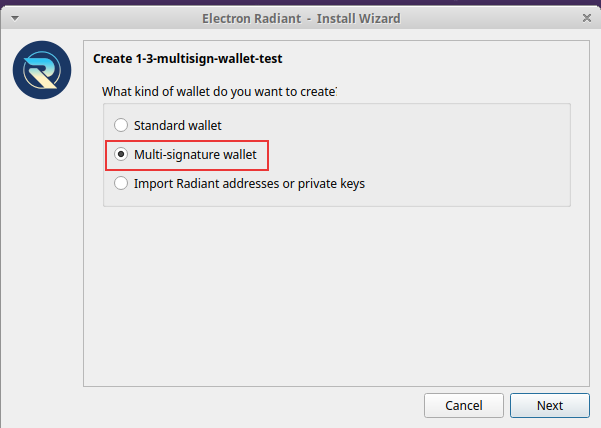 Electron Radiant - Install Wizard
Create 1-3-multisign-wallet-test
What kind of wallet do you want to create:
Standard wallet
Multi-signature wallet
Import Radiant addresses or private keys
Cancel
Next